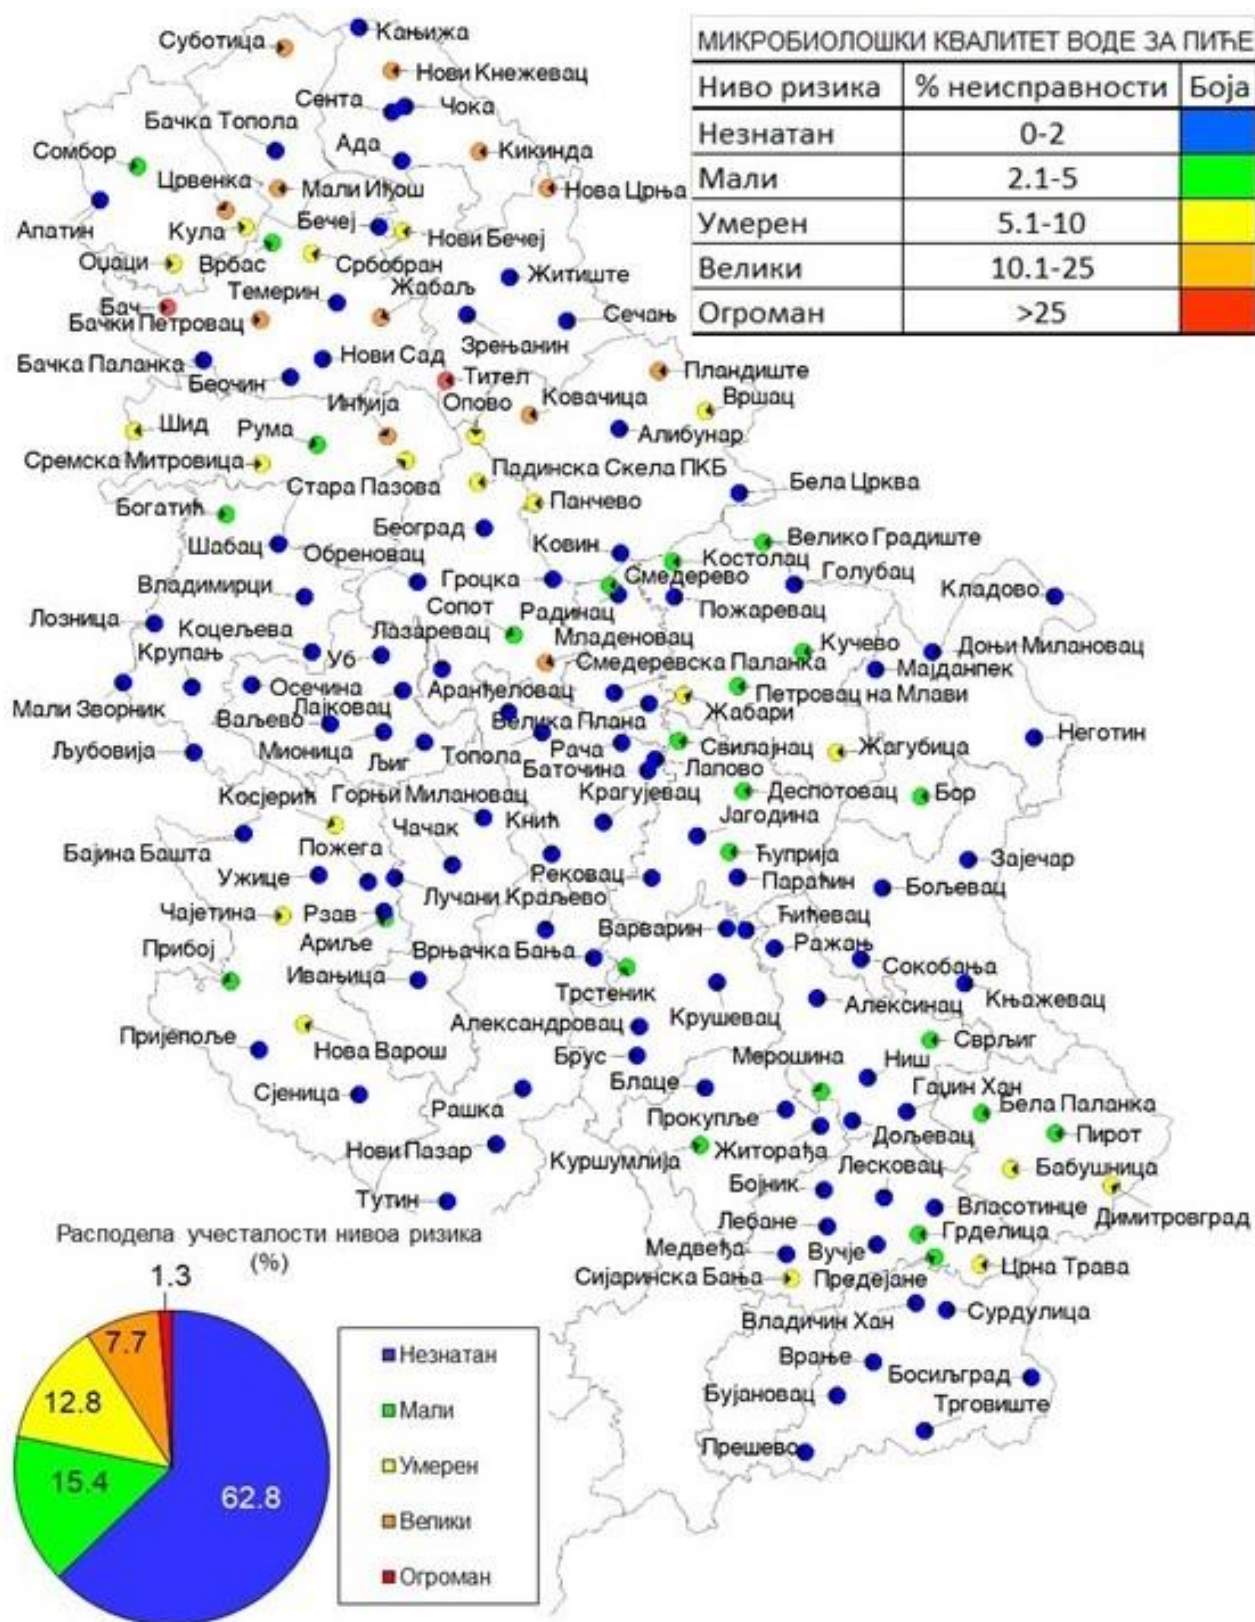 МИКРОБИОЛОШКИ КВАЛИТЕТ ВОДЕ ЗА ПИЋЕ
Ниво ризика % неисправности Боја
Незнатан 0-2
Мали 2.1-5
Умерен 5.1-10
Велики 10.1-25
Огроман >25
Кањижа
Суботица
Нови Кнежевац
Сента
Чока
Бачка Топола
Ада
Кикинда
Сомбор
Црвенка
Мали Иђош
Нова Црња
Апатин
Кула
Бечеј
Нови Бечеј
Оџаци
Врбас
Србобран
Житиште
Бач
Темерин
Жабаљ
Бачки Петровац
Зрењанин
Сечањ
Бачка Паланка
Нови Сад
Беочин
Тител
Пландиште
Инђија
Опово
Ковачица
Вршац
Шид
Рума
Алибунар
Сремска Митровица
Стара Пазова
Падинска Скела ПКБ
Бела Црква
Богатић
Панчево
Шабац
Београд
Обреновац
Ковин
Костолац
Велико Градиште
Владимирци
Гроцка
Смедерево
Голубац
Кладово
Сопот
Радинац
Пожаревац
Лозница
Коцељева
Лазаревац
Младеновац
Кучево
Доњи Милановац
Крупањ
Уб
Смедеревска Паланка
Мајданпек
Мали Зворник
Осечина
Лајковац
Аранђеловац
Петровац на Млави
Ваљево
Велика Плана
Жабари
Љубовија
Мионица
Љиг
Топола
Рача
Свилајнац
Жагубица
Неготин
Баточина
Лапово
Косјерић
Горњи Милановац
Крагујевац
Деспотовац
Бор
Бајина Башта
Пожега
Чачак
Кнић
Јагодина
Ћуприја
Зајечар
Ужице
Лучани
Краљево
Рековац
Параћин
Бољевац
Чајетина
Рзав
Ариље
Врњачка Бања
Варварин
Ћићевац
Ражањ
Прибој
Ивањица
Трстеник
Сокобања
Књажевац
Александровац
Крушевац
Алексинац
Пријепоље
Нова Варош
Брус
Мерошина
Ниш
Сврљиг
Сјеница
Рашка
Блаце
Прокупље
Гаџин Хан
Бела Паланка
Нови Пазар
Куршумлија
Житорађа
Дољевац
Пирот
Тутин
Бојник
Лесковац
Бабушница
Лебане
Власотинце
Димитровград
Медвеђа
Вучје
Грделица
Сијаринска Бања
Предејане
Црна Трава
Владичин Хан
Сурдулица
Врање
Босиљград
Бујановац
Трговиште
Прешево
Расподела учесталости нивоа ризика
(%)
1.3
7.7
12.8
15.4
62.8
Незнатан
Мали
Умерен
Велики
Огроман